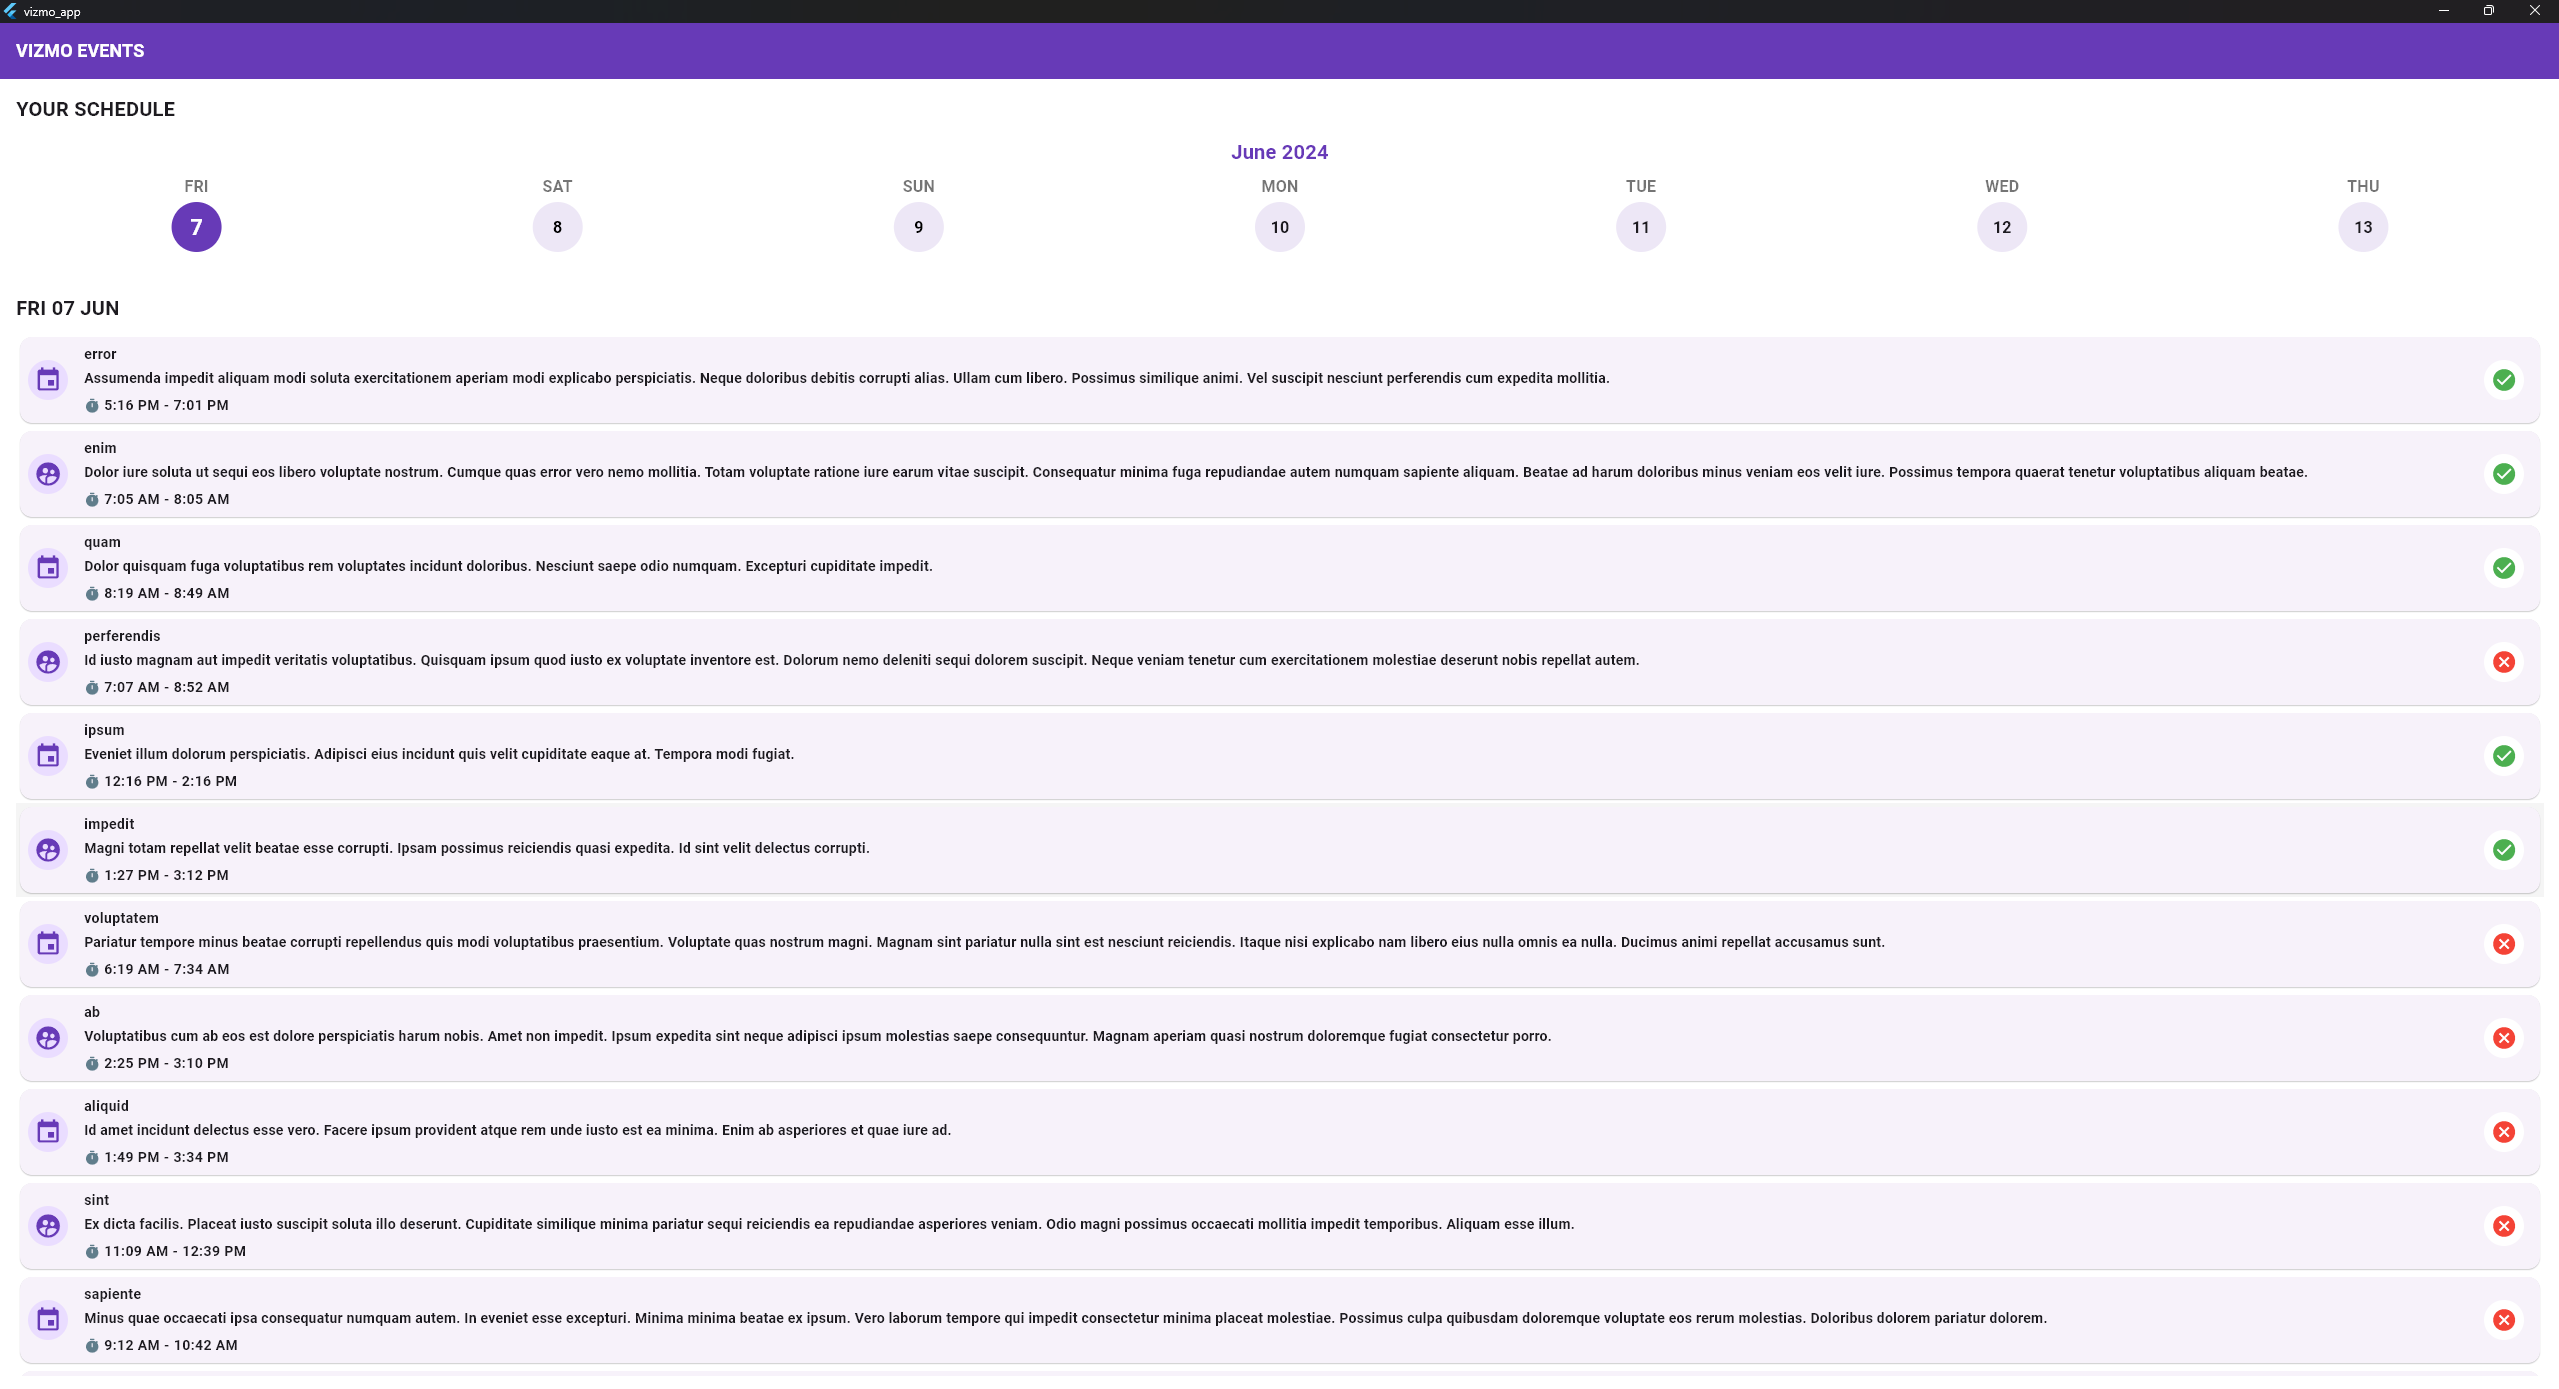 vizmo_app
VIZMO EVENTS
YOUR SCHEDULE
June 2024
FRI SAT SUN MON TUE WED THU
7 8 9 10 11 12 13
FRI 07 JUN
error
Assumenda impedit aliquam modi soluta exercitationem aperiam modi explicabo perspiciatis. Neque doloribus debitis corrupti alias. Ullam cum libero. Possimus similique animi. Vel suscipit nesciunt perferendis cum expedita mollitia.
5:16 PM - 7:01 PM
enim
Dolor iure soluta ut sequi eos libero voluptate nostrum. Cumque quas error vero nemo mollitia. Totam voluptate ratione iure earum vitae suscipit. Consequatur minima fuga repudiandae autem numquam sapiente aliquam. Beatae ad harum doloribus minus veniam eos velit iure. Possimus tempora quaerat tenetur voluptatibus aliquam beatae.
7:05 AM - 8:05 AM
quam
Dolor quisquam fuga voluptatibus rem voluptates incidunt doloribus. Nesciunt saepe odio numquam. Excepturi cupiditate impedit.
8:19 AM - 8:49 AM
perferendis
Id iusto magnam aut impedit veritatis voluptatibus. Quisquam ipsum quod iusto ex voluptate inventore est. Dolorum nemo deleniti sequi dolorem suscipit. Neque veniam tenetur cum exercitationem molestiae deserunt nobis repellat autem.
7:07 AM - 8:52 AM
ipsum
Eveniet illum dolorum perspiciatis. Adipisci eius incidunt quis velit cupiditate eaque at. Tempora modi fugiat.
12:16 PM - 2:16 PM
impedit
Magni totam repellat velit beatae esse corrupti. Ipsam possimus reiciendis quasi expedita. Id sint velit delectus corrupti.
1:27 PM - 3:12 PM
voluptatem
Pariatur tempore minus beatae corrupti repellendus quis modi voluptatibus praesentium. Voluptate quas nostrum magni. Magnam sint pariatur nulla sint est nesciunt reiciendis. Itaque nisi explicabo nam libero eius nulla omnis ea nulla. Ducimus animi repellat accusamus sunt.
6:19 AM - 7:34 AM
ab
Voluptatibus cum ab eos est dolore perspiciatis harum nobis. Amet non impedit. Ipsum expedita sint neque adipisci ipsum molestias saepe consequuntur. Magnam aperiam quasi nostrum doloremque fugiat consectetur porro.
2:25 PM - 3:10 PM
aliquid
Id amet incidunt delectus esse vero. Facere ipsum provident atque rem unde iusto est ea minima. Enim ab asperiores et quae iure ad.
1:49 PM - 3:34 PM
sint
Ex dicta facilis. Placeat iusto suscipit soluta illo deserunt. Cupiditate similique minima pariatur sequi reiciendis ea repudiandae asperiores veniam. Odio magni possimus occaecati mollitia impedit temporibus. Aliquam esse illum.
11:09 AM - 12:39 PM
sapiente
Minus quae occaecati ipsa consequatur numquam autem. In eveniet esse excepturi. Minima minima beatae ex ipsum. Vero laborum tempore qui impedit consectetur minima placeat molestiae. Possimus culpa quibusdam doloremque voluptate eos rerum molestias. Doloribus dolorem pariatur dolorem.
9:12 AM - 10:42 AM